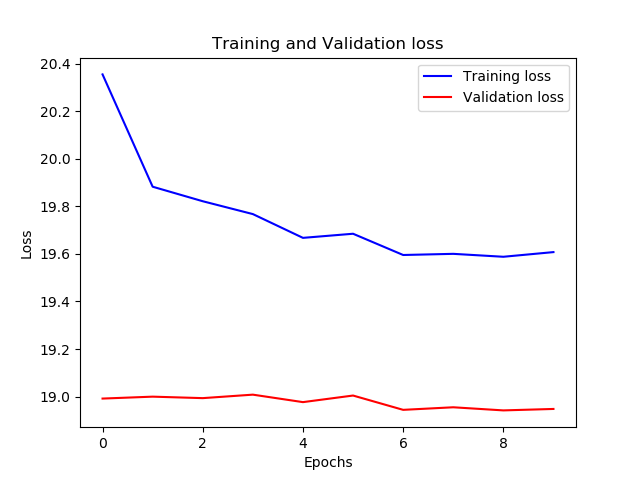 Training and Validation loss
Training loss
Validation loss
20.4
20.2
20.0
19.8
19.6
19.4
19.2
19.0
Loss
0 2 4 6 8
Epochs